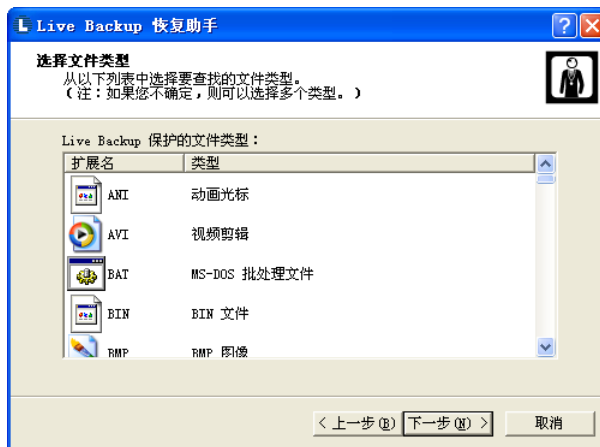 Live Backup 恢复助手
选择文件类型
从以下列表中选择要查找的文件类型。
(注：如果您不确定，则可以选择多个类型。)
Live Backup 保护的文件类型：
扩展名 类型
ANI 动画光标
AVI 视频剪辑
BAT MS-DOS 批处理文件
BIN BIN 文件
BMP BMP 图像
< 上一步(B) 下一步(N) > 取消